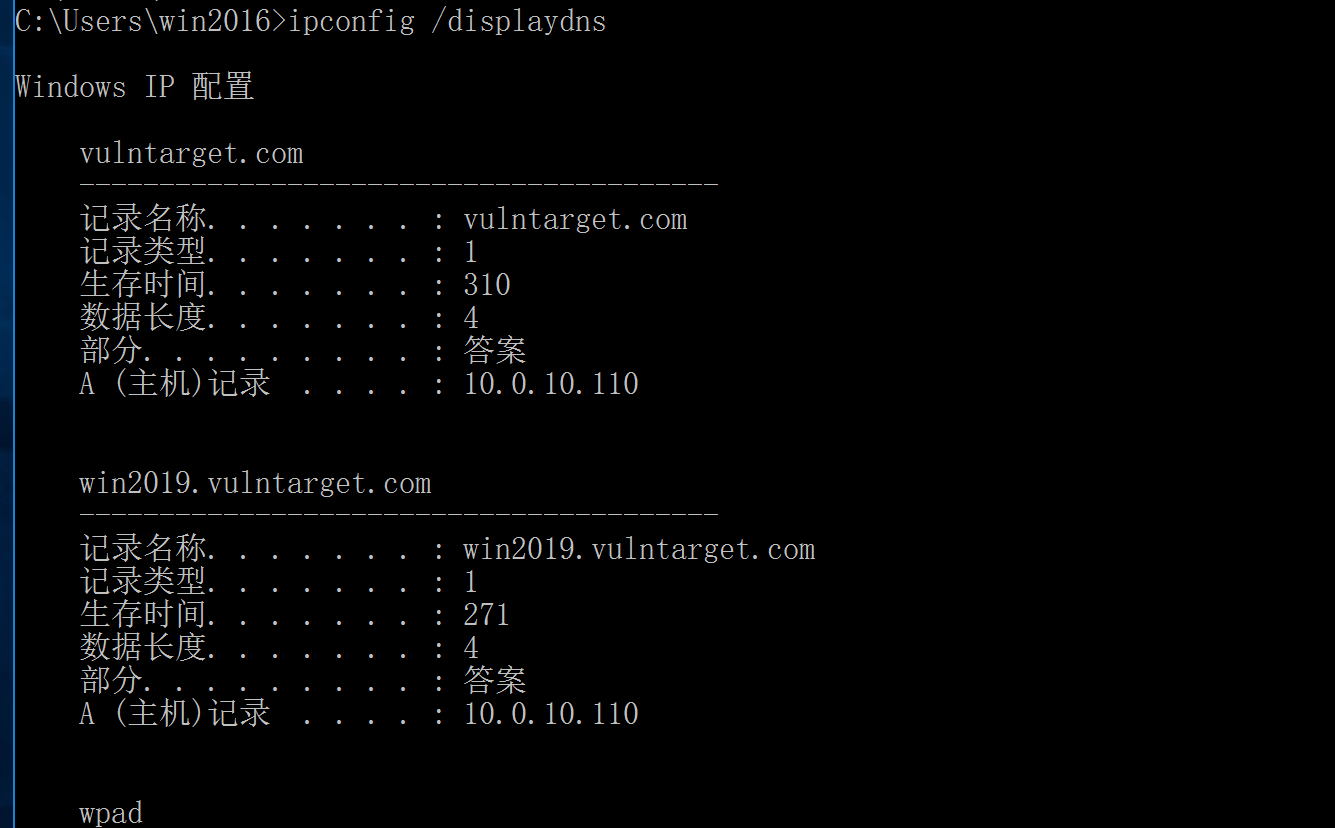 C:\Users\win2016>ipconfig /displaydns
Windows IP 配置
vulntarget.com
----------------------------------------
记录名称. . . . . . . : vulntarget.com
记录类型. . . . . . . : 1
生存时间. . . . . . . : 310
数据长度. . . . . . . : 4
部分. . . . . . . . . : 答案
A (主机)记录  . . . . : 10.0.10.110
win2019.vulntarget.com
----------------------------------------
记录名称. . . . . . . : win2019.vulntarget.com
记录类型. . . . . . . : 1
生存时间. . . . . . . : 271
数据长度. . . . . . . : 4
部分. . . . . . . . . : 答案
A (主机)记录  . . . . : 10.0.10.110
wpad